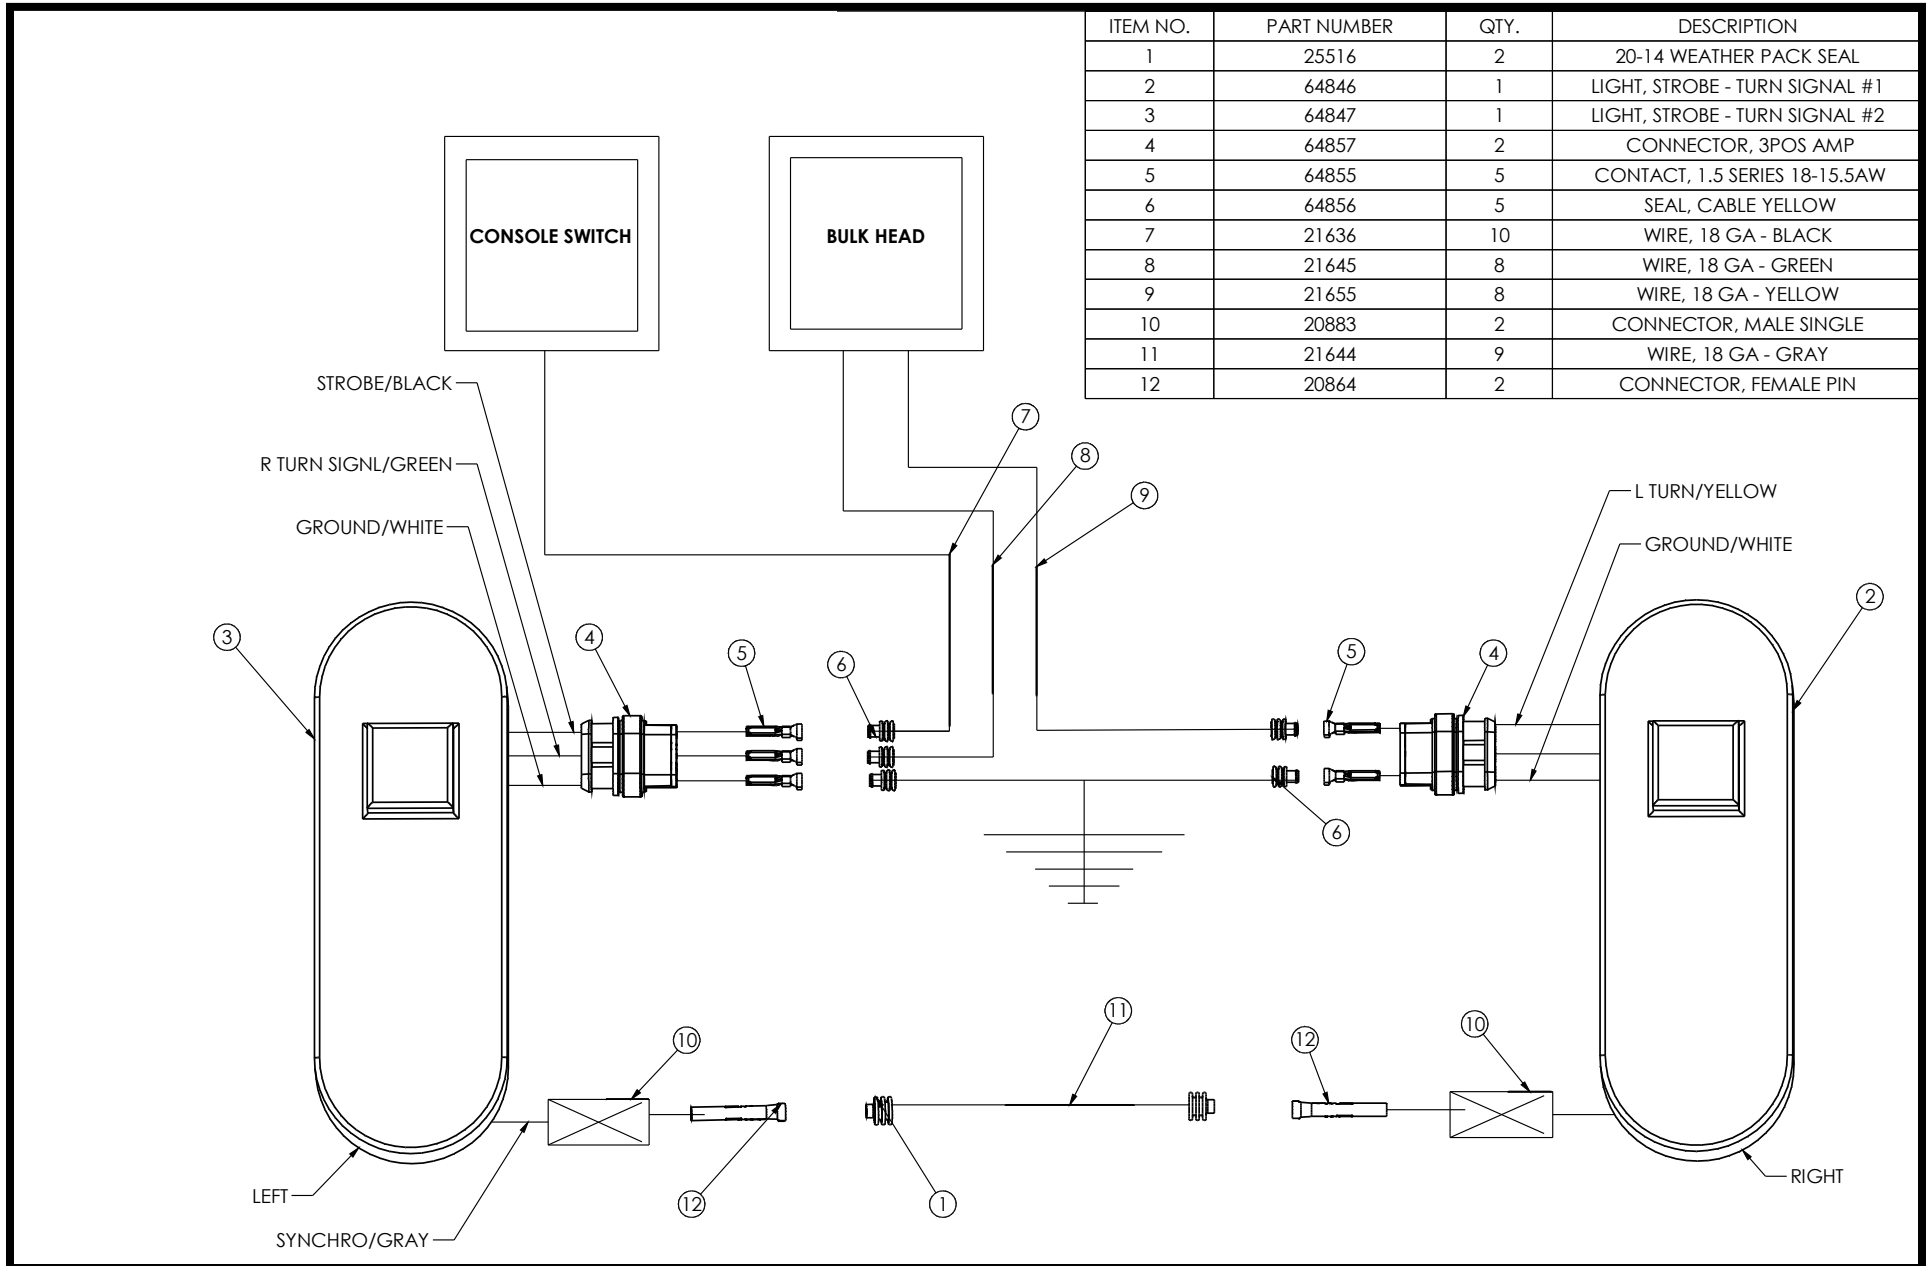 ITEM NO. PART NUMBER QTY. DESCRIPTION
1 25516 2 20-14 WEATHER PACK SEAL
2 64846 1 LIGHT, STROBE - TURN SIGNAL #1
3 64847 1 LIGHT, STROBE - TURN SIGNAL #2
4 64857 2 CONNECTOR, 3POS AMP
5 64855 5 CONTACT, 1.5 SERIES 18-15.5AW
6 64856 5 SEAL, CABLE YELLOW
7 21636 10 WIRE, 18 GA - BLACK
8 21645 8 WIRE, 18 GA - GREEN
9 21655 8 WIRE, 18 GA - YELLOW
10 20883 2 CONNECTOR, MALE SINGLE
11 21644 9 WIRE, 18 GA - GRAY
12 20864 2 CONNECTOR, FEMALE PIN
CONSOLE SWITCH
BULK HEAD
STROBE/BLACK
7
8
R TURN SIGNL/GREEN
9
L TURN/YELLOW
GROUND/WHITE
GROUND/WHITE
2
3
4
5
6
5
4
6
11
10
12
10
LEFT
12
1
RIGHT
SYNCHRO/GRAY